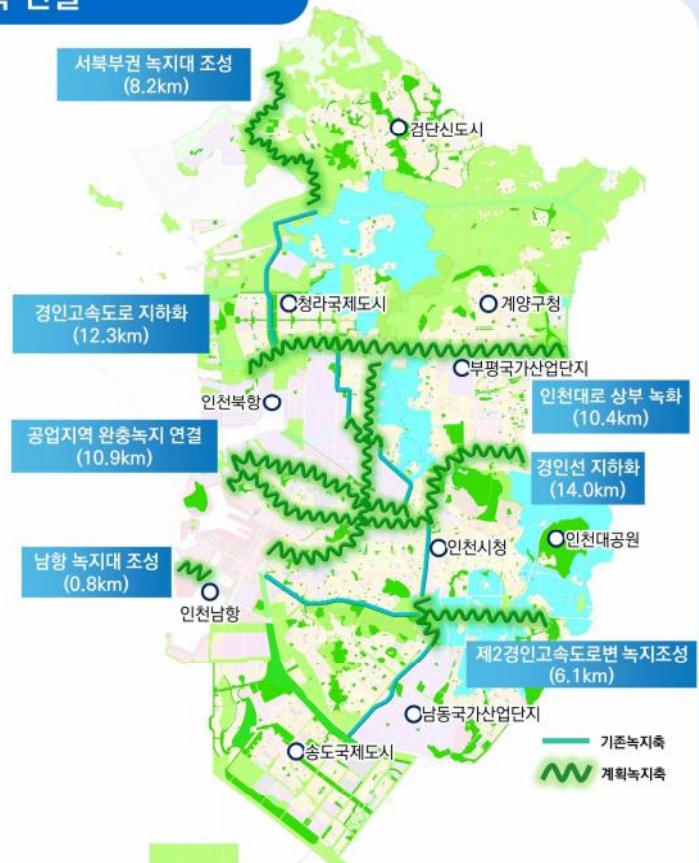 서북부권 녹지대 조성
(8.2km)
검단신도시
청라국제도시
계양구청
경인고속도로 지하화
(12.3km)
부평국가산업단지
인천북항
인천대로 상부 녹화
(10.4km)
공업지역 완충녹지 연결
(10.9km)
경인선 지하화
(14.0km)
인천시청
인천대공원
남항 녹지대 조성
(0.8km)
인천남항
제2경인고속도로변 녹지조성
(6.1km)
남동국가산업단지
송도국제도시
기존녹지축
계획녹지축